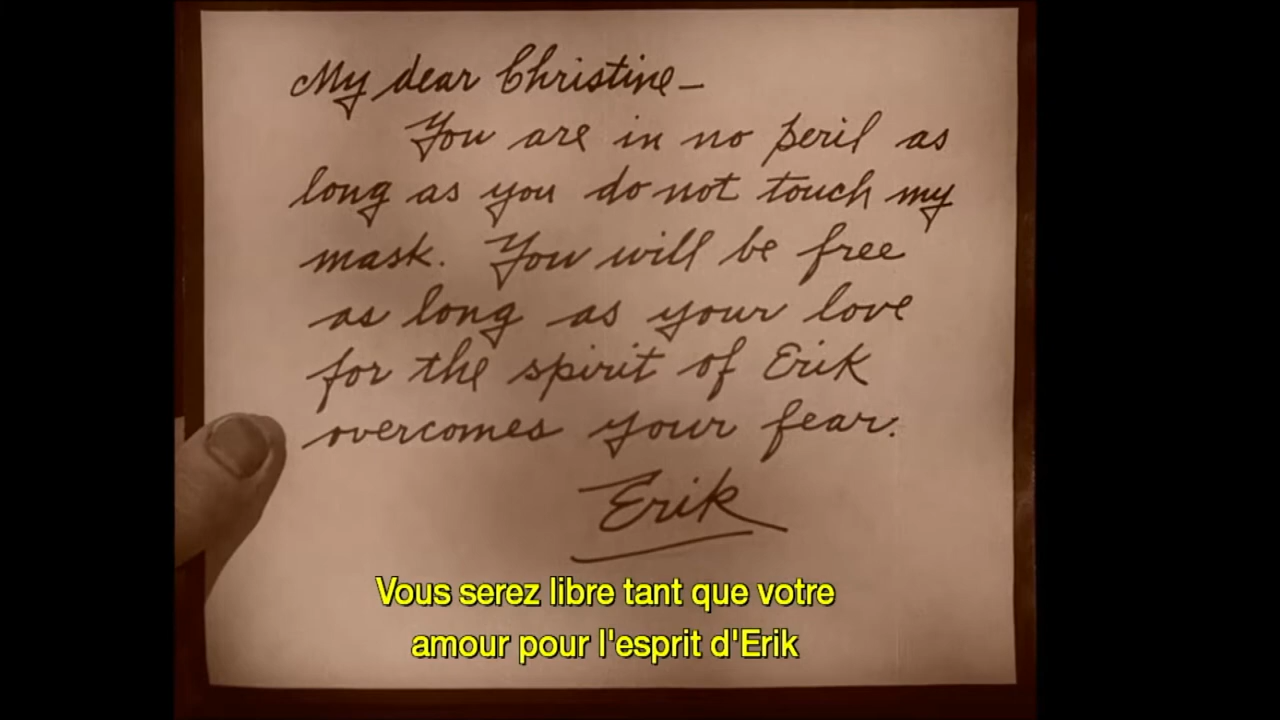 My dear Christine–
You are in no peril as
long as you do not touch my
mask. You will be free
as long as your love
for the spirit of Erik
overcomes your fear.
Erik
Vous serez libre tant que votre
amour pour l'esprit d'Erik